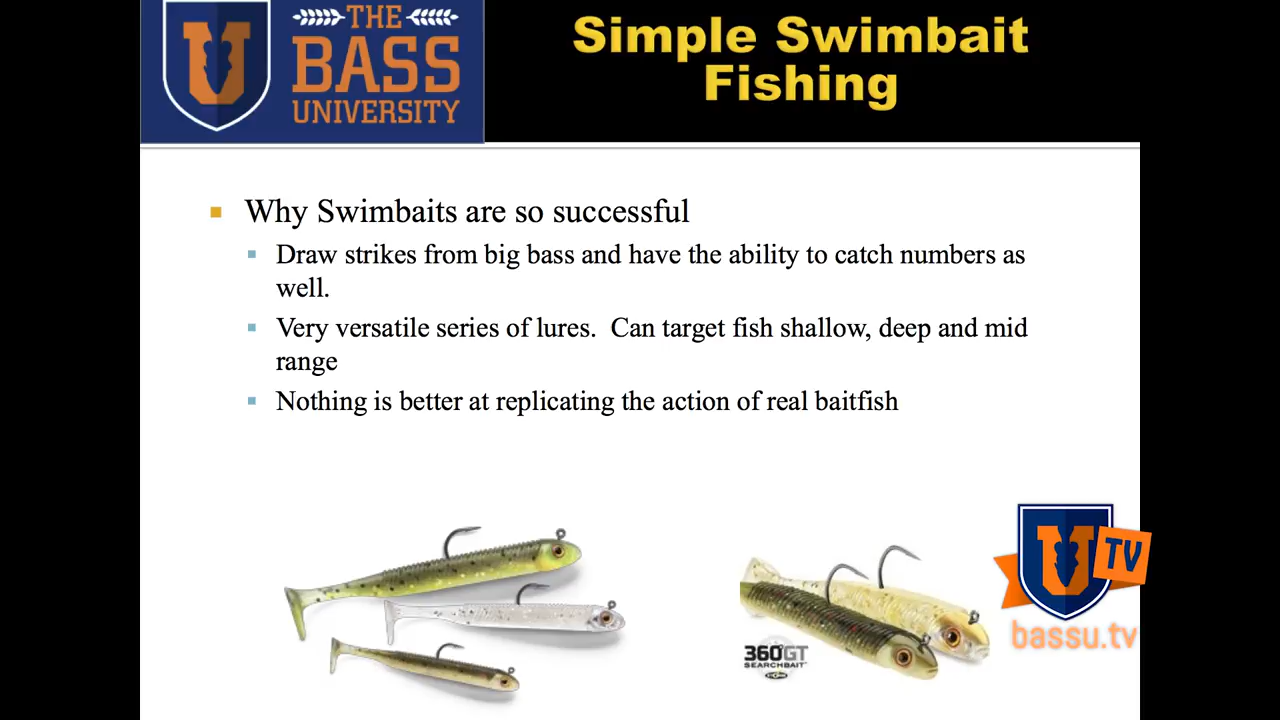 THE
BASS
UNIVERSITY
Simple Swimbait
Fishing
Why Swimbaits are so successful
Draw strikes from big bass and have the ability to catch numbers as
well.
Very versatile series of lures.  Can target fish shallow, deep and mid
range
Nothing is better at replicating the action of real baitfish
360GT
SEARCHBAIT
U
TV
bassu.tv